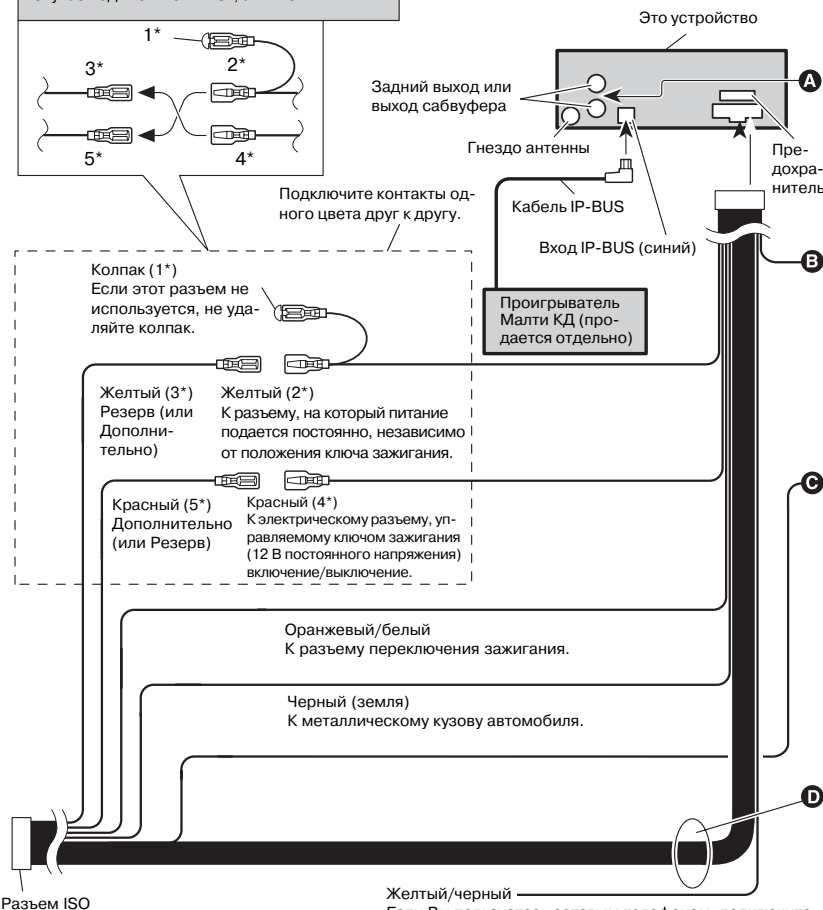 1*
2*
3*
5*
4*
Это устройство
A
Задний выход или
выход сабвуфера
Гнездо антенны
Пре-
дохра-
нитель
Подключите контакты од-
ного цвета друг к другу.
Кабель IP-BUS
Вход IP-BUS (синий)
B
Колпак (1*)
Если этот разъем не
используется, не уда-
ляйте колпак.
Проигрыватель
Малти КД (про-
дается отдельно)
Желтый (3*)
Резерв (или
Дополни-
тельно)
Желтый (2*)
К разъему, на который питание
подается постоянно, независимо
от положения ключа зажигания.
C
Красный (5*)
Дополнительно
(или Резерв)
Красный (4*)
К электрическому разъему, уп-
равляемому ключом зажигания
(12 В постоянного напряжения)
включение/выключение.
Оранжевый/белый
К разъему переключения зажигания.
Черный (земля)
К металлическому кузову автомобиля.
D
Разъем ISO
Желтый/черный